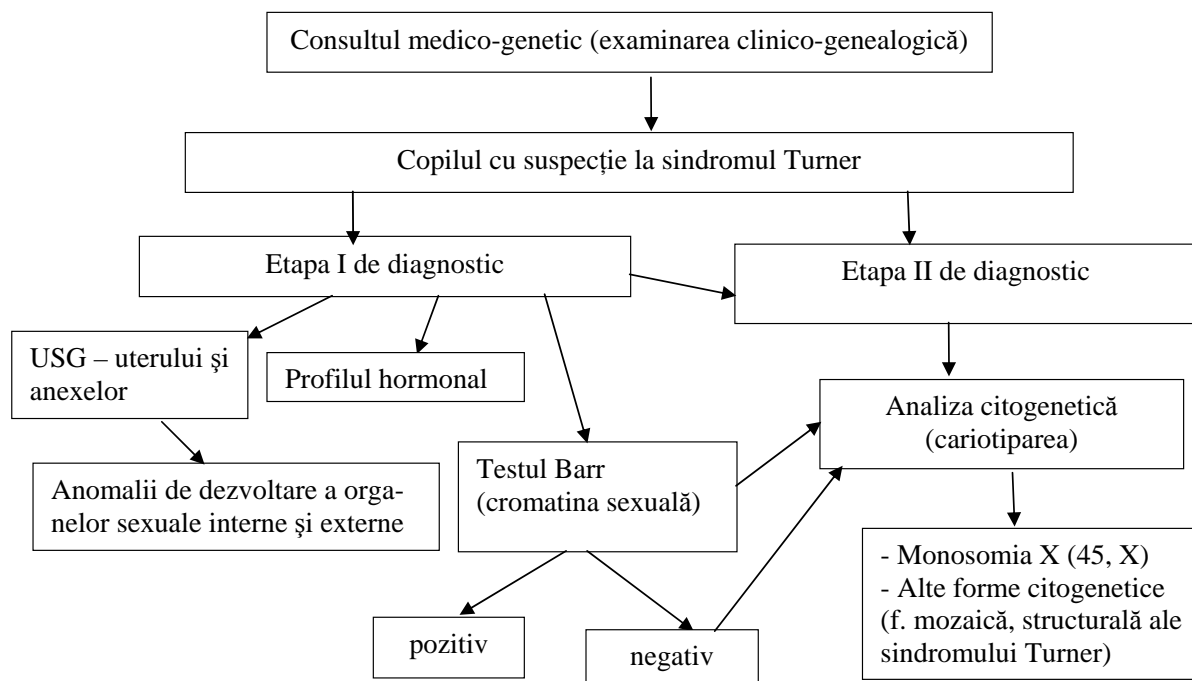 Consultul medico-genetic (examinarea clinico-genealogică)
Copilul cu suspecție la sindromul Turner
Etapa I de diagnostic
Etapa II de diagnostic
USG – uterului şi
anexelor
Profilul hormonal
Analiza citogenetică
(cariotiparea)
Testul Barr
(cromatina sexuală)
Anomalii de dezvoltare a orga-
nelor sexuale interne şi externe
- Monosomia X (45, X)
- Alte forme citogenetice
(f. mozaică, structurală ale
sindromului Turner)
pozitiv
negativ